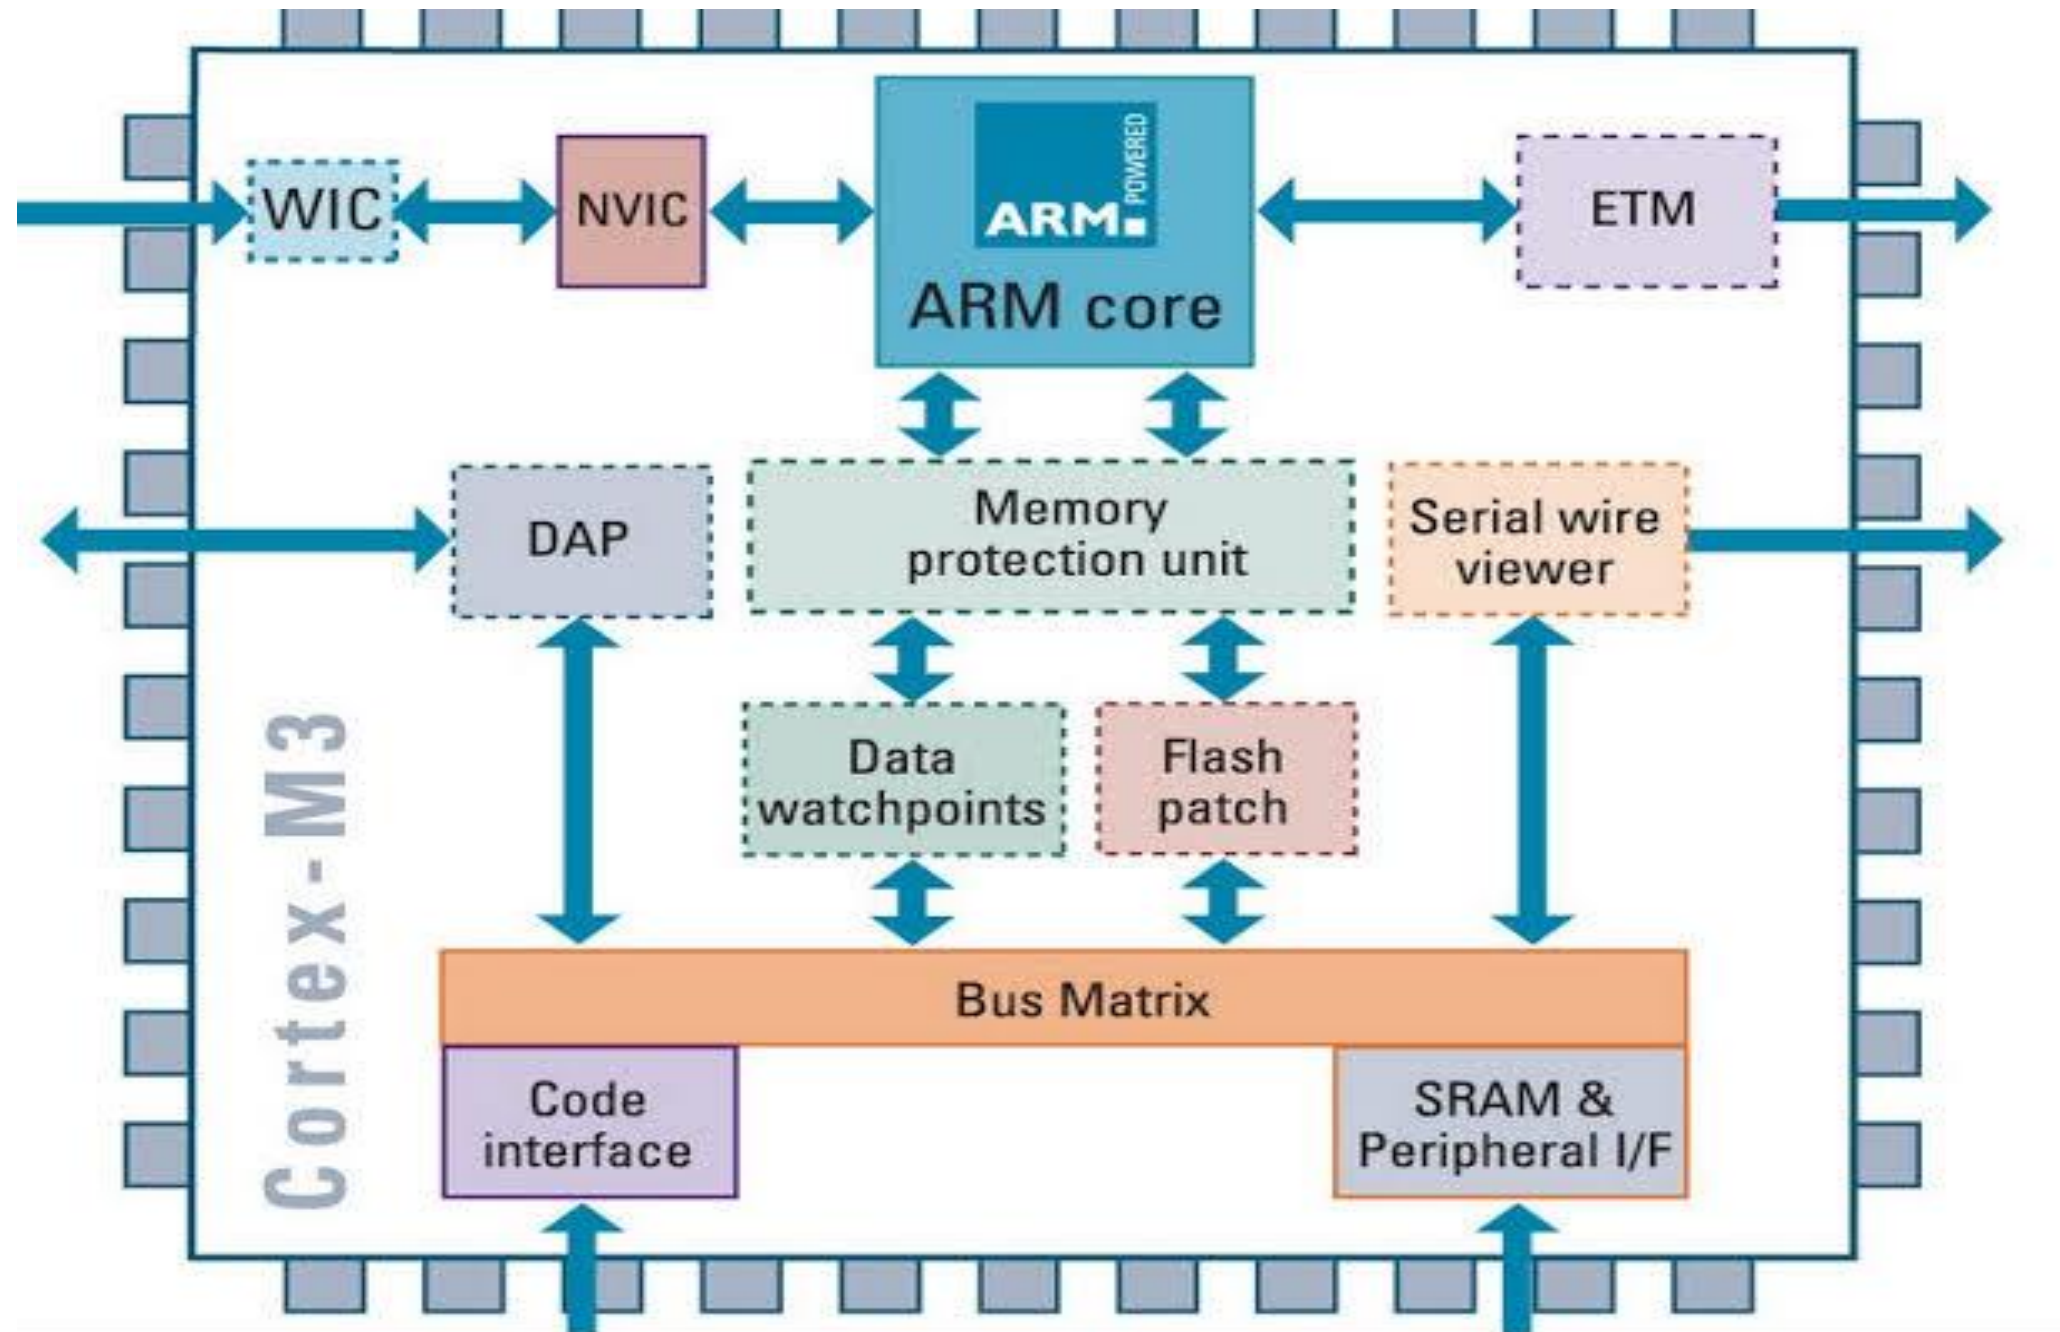 WIC
NVIC
ARM POWERED
ARM core
ETM
DAP
Memory
protection unit
Serial wire
viewer
Data
watchpoints
Flash
patch
Cortex-M3
Bus Matrix
Code
interface
SRAM &
Peripheral I/F